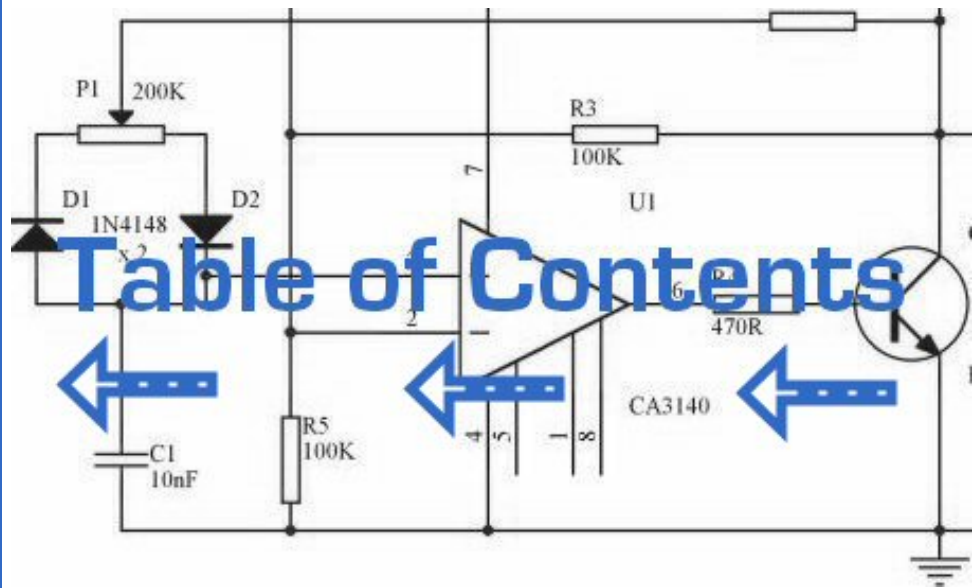 P1 200K
R3
100K
7
U1
D1
D2
1N4148
x 2
Table of Contents
6
2
470R
CA3140
R5
100K
4
5
1
8
C1
10nF